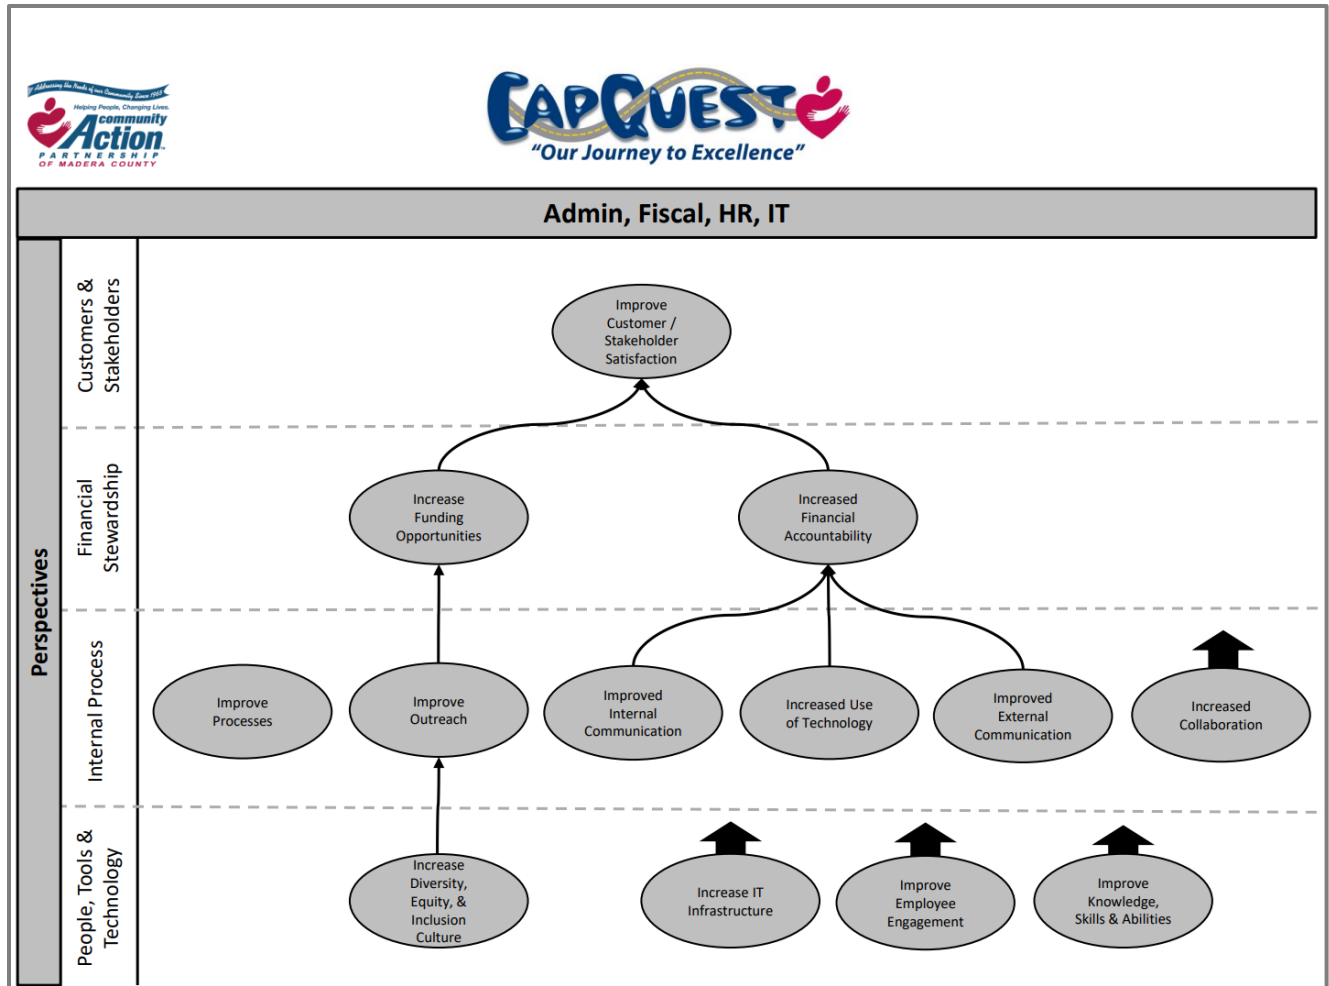 Addressing the Needs of our Community Since 1965
Helping People, Changing Lives.
community
Action
PARTNERSHIP
OF MADERA COUNTY
CAPQUEST
"Our Journey to Excellence"
Admin, Fiscal, HR, IT
Perspectives
Customers &
Stakeholders
Improve
Customer /
Stakeholder
Satisfaction
Financial
Stewardship
Increase
Funding
Opportunities
Increased
Financial
Accountability
Internal Process
Improve
Processes
Improve
Outreach
Improved
Internal
Communication
Increased Use
of Technology
Improved
External
Communication
Increased
Collaboration
People, Tools &
Technology
Increase
Diversity,
Equity, &
Inclusion
Culture
Increase IT
Infrastructure
Improve
Employee
Engagement
Improve
Knowledge,
Skills & Abilities